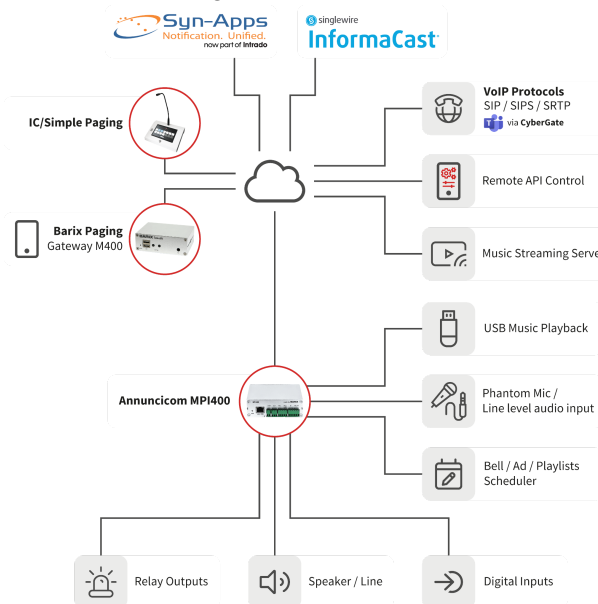 Syn-Apps
Notification. Unified.
now part of Intrado
singlewire
InformaCast
IC/Simple Paging
VoIP Protocols
SIP / SIPS / SRTP
via CyberGate
Remote API Control
Barix Paging
Gateway M400
Music Streaming Serve
USB Music Playback
Annuncicom MPI400
Phantom Mic /
Line level audio input
Bell / Ad / Playlists
Scheduler
Relay Outputs
Speaker / Line
Digital Inputs